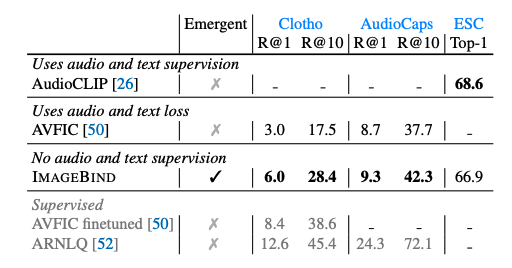 Emergent Clotho AudioCaps ESC
R@1 R@10 R@1 R@10 Top-1
Uses audio and text supervision
AudioCLIP [26] ✗ - - - - 68.6
Uses audio and text loss
AVFIC [50] ✗ 3.0 17.5 8.7 37.7 -
No audio and text supervision
IMAGEBIND ✓ 6.0 28.4 9.3 42.3 66.9
Supervised
AVFIC finetuned [50] ✗ 8.4 38.6 - - -
ARNLQ [52] ✗ 12.6 45.4 24.3 72.1 -